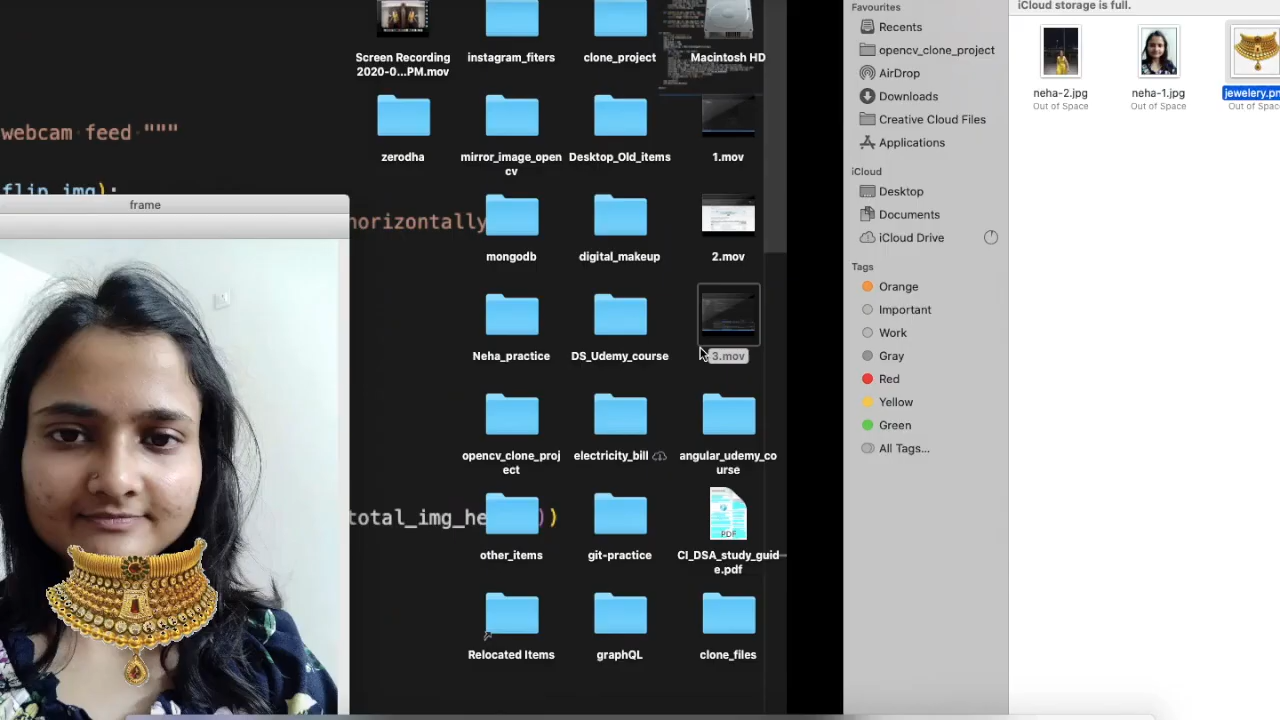 webcam feed """
flip_img);
frame
horizontally
total_img_he
))
Screen Recording
2020-0...PM.mov
instagram_fiters
clone_project
Macintosh HD
zerodha
mirror_image_open
cv
Desktop_Old_items
1.mov
mongodb
digital_makeup
2.mov
Neha_practice
DS_Udemy_course
3.mov
opencv_clone_proj
ect
electricity_bill
angular_udemy_co
urse
PDF
other_items
git-practice
CI_DSA_study_guid
e.pdf
Relocated Items
graphQL
clone_files
Favourites
Recents
opencv_clone_project
AirDrop
Downloads
Creative Cloud Files
Applications
iCloud
Desktop
Documents
iCloud Drive
Tags
Orange
Important
Work
Gray
Red
Yellow
Green
All Tags...
iCloud storage is full.
neha-2.jpg
Out of Space
neha-1.jpg
Out of Space
jewelery.pn
Out of Space